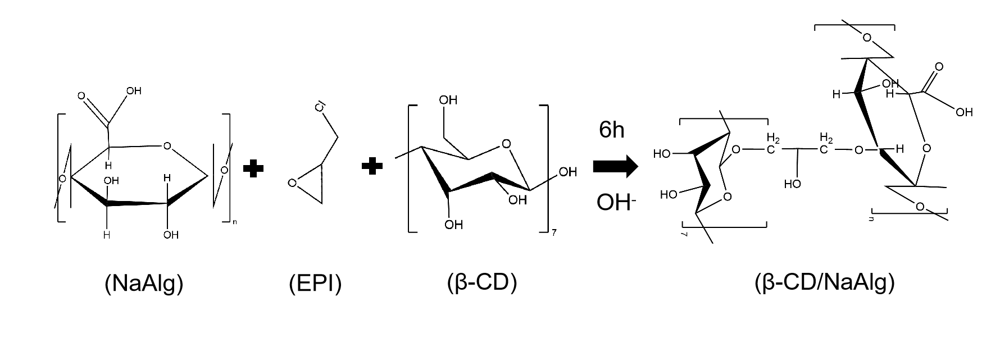 O
OH
H
O
O
O
OH
H
H
OH
n
Cl
O
OH
O
OH
OH
OH
7
6h
OH-
O
O
OH
H
OH
H
HO
O
H2
C
H2
C
O
H
O
HO
HO
O
O
n
7
(NaAlg)
(EPI)
(β-CD)
(β-CD/NaAlg)